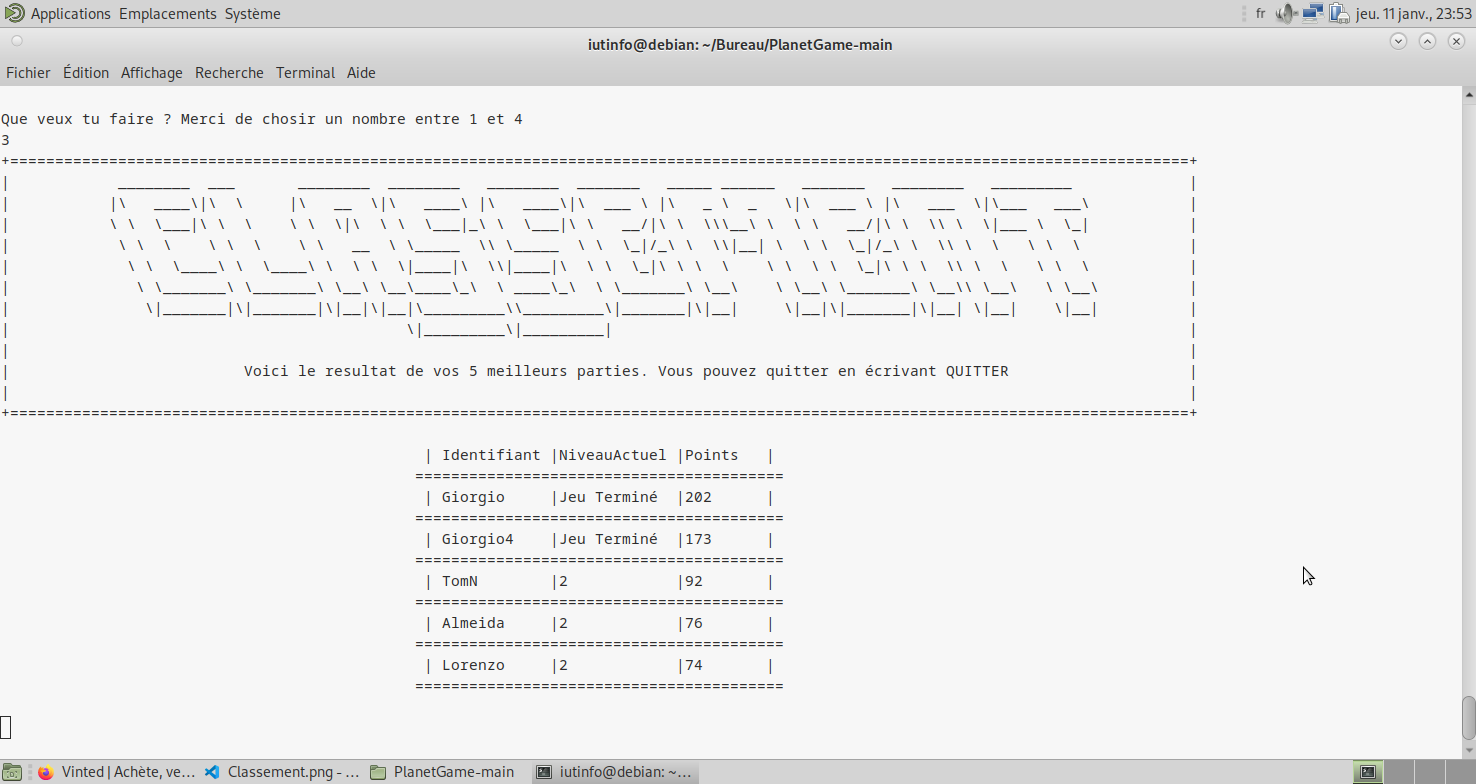 Applications Emplacements Système fr jeu. 11 janv., 23:53
iutinfo@debian: ~/Bureau/PlanetGame-main
Fichier Édition Affichage Recherche Terminal Aide
Que veux tu faire ? Merci de chosir un nombre entre 1 et 4
3
CLASSEMENT
Voici le resultat de vos 5 meilleurs parties. Vous pouvez quitter en écrivant QUITTER
| Identifiant |NiveauActuel |Points |
| Giorgio |Jeu Terminé |202 |
| Giorgio4 |Jeu Terminé |173 |
| TomN |2 |92 |
| Almeida |2 |76 |
| Lorenzo |2 |74 |
Vinted | Achète, ve... Classement.png - ... PlanetGame-main iutinfo@debian: ~...